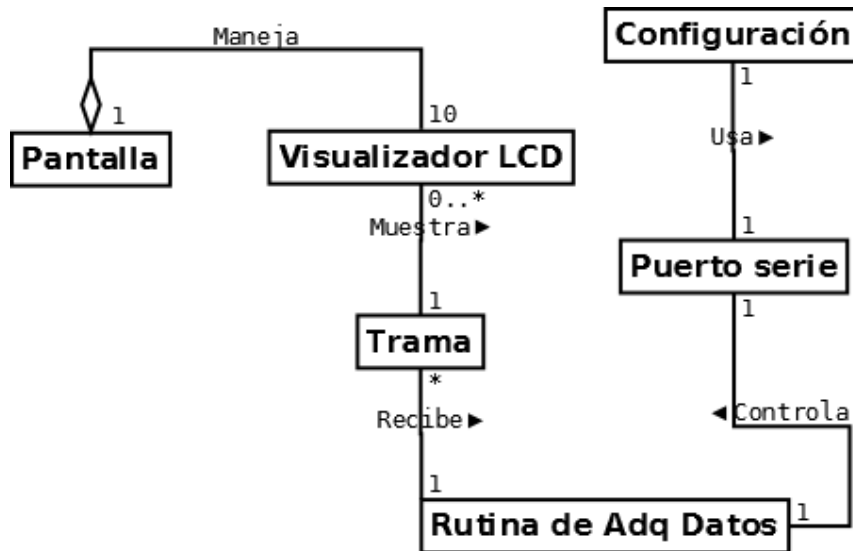 Maneja
Configuración
1
1
10
Pantalla
Visualizador LCD
Usa►
0..*
Muestra►
1
1
Puerto serie
1
Trama
*
Recibe►
◄Controla
1
1
Rutina de Adq Datos